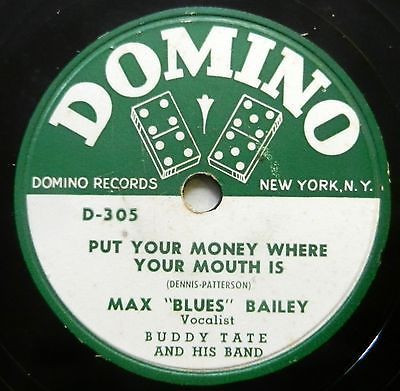 DOMINO
DOMINO RECORDS NEW YORK, N.Y.
D-305
PUT YOUR MONEY WHERE
YOUR MOUTH IS
(DENNIS-PATTERSON)
MAX "BLUES" BAILEY
Vocalist
BUDDY TATE
AND HIS BAND